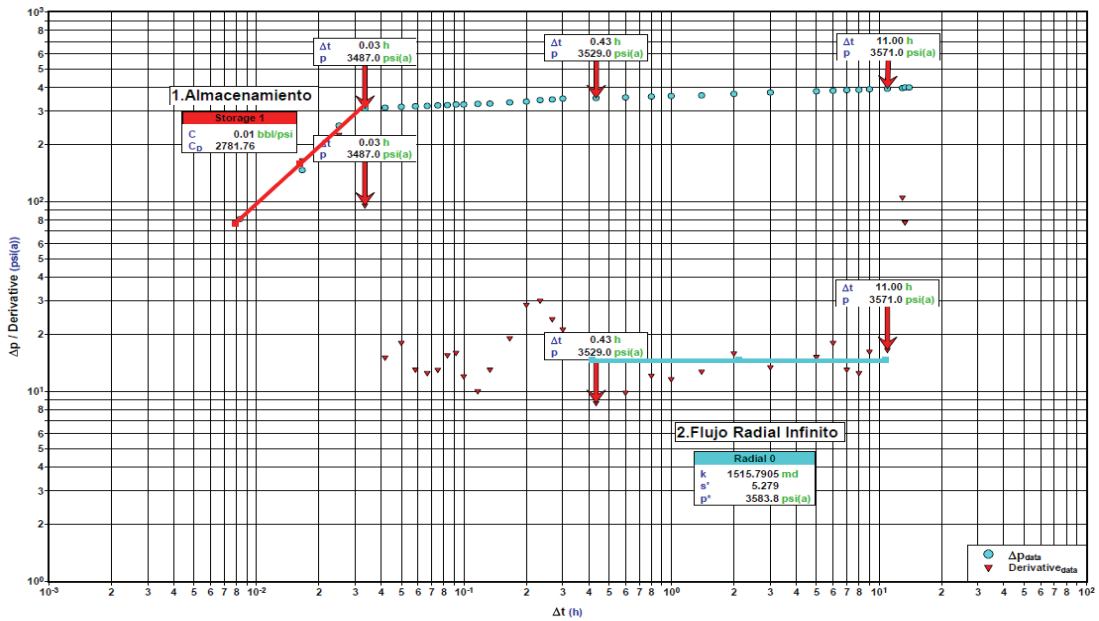 10³
8
6
5
4
3
2
10²
8
6
5
4
3
2
10¹
8
6
5
4
3
2
10⁰
Δp / Derivative (psi(a))
Δt 0.03 h
p 3487.0 psi(a)
Δt 0.43 h
p 3529.0 psi(a)
Δt 11.00 h
p 3571.0 psi(a)
1.Almacenamiento
Storage 1
C 0.01 bbl/psi
C_D 2781.76
Δt 0.03 h
p 3487.0 psi(a)
Δt 11.00 h
p 3571.0 psi(a)
Δt 0.43 h
p 3529.0 psi(a)
2.Flujo Radial Infinito
Radial 0
k 1515.7905 md
s' 5.279
p* 3583.8 psi(a)
Δp data
Derivative data
10⁻³ 2 3 4 5 6 7 8 10⁻² 2 3 4 5 6 7 8 10⁻¹ 2 3 4 5 6 7 8 10⁰ 2 3 4 5 6 7 8 10¹ 2 3 4 5 6 7 8 10²
Δt (h)